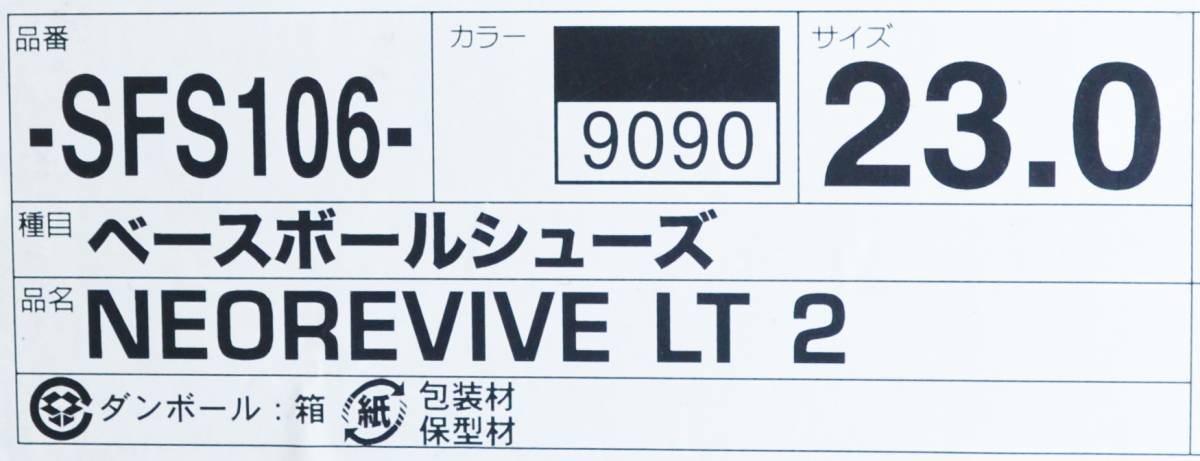 品番
-SFS106-
カラー
9090
サイズ
23.0
種目 ベースボールシューズ
品名 NEOREVIVE LT 2
ダンボール：箱 紙 包装材
保型材